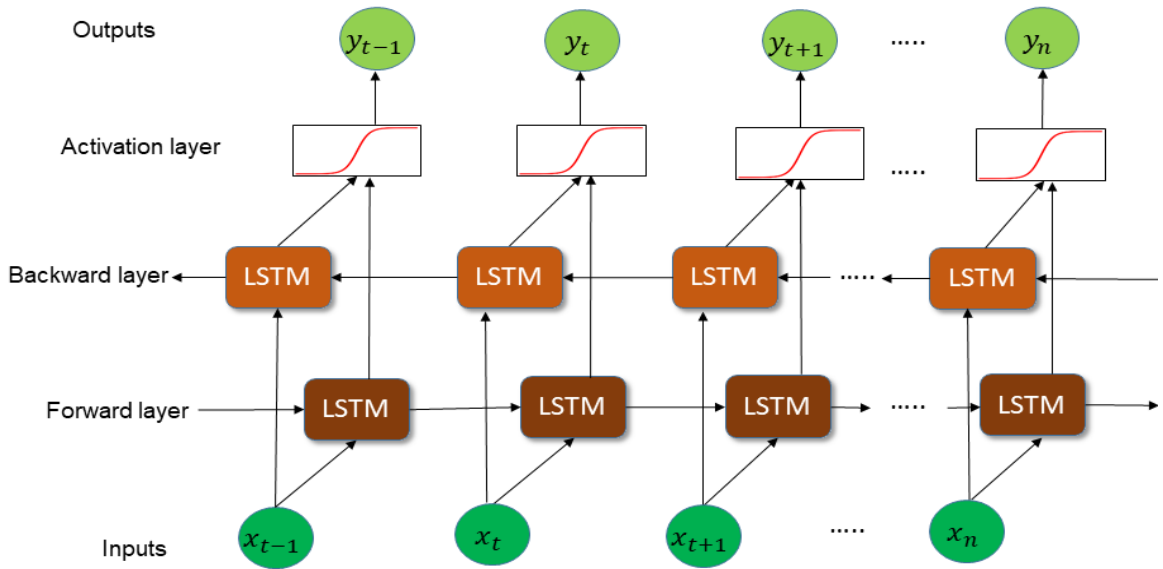 Outputs y_{t−1} y_t y_{t+1} ..... y_n
Activation layer .....
Backward layer LSTM LSTM LSTM ..... LSTM
Forward layer LSTM LSTM LSTM ..... LSTM
Inputs x_{t−1} x_t x_{t+1} ..... x_n